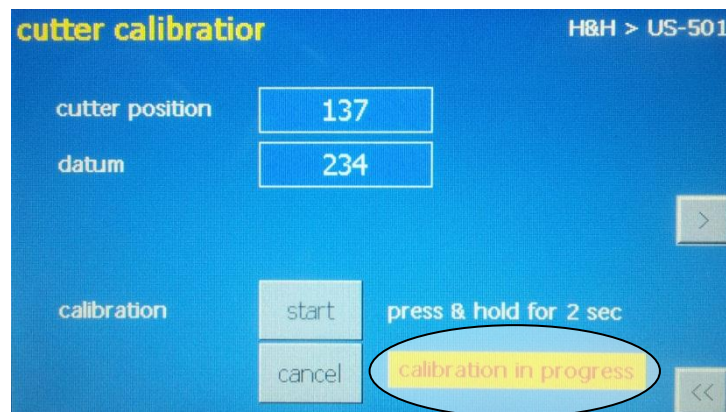 cutter calibration
H&H > US-501
cutter position 137
datum 234
>
calibration start press & hold for 2 sec
cancel calibration in progress
<<